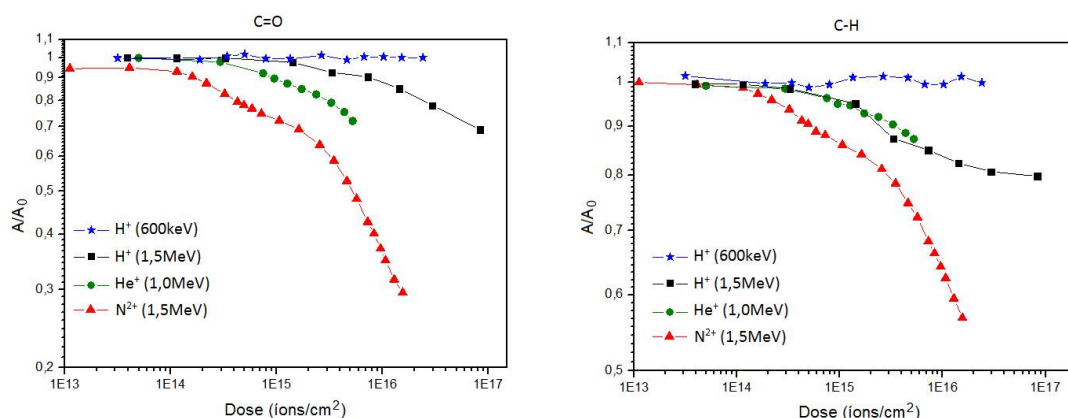 C=O
1,1
1
0,9
0,8
0,7
0,6
0,5
0,4
0,3
0,2
A/A₀
H⁺ (600keV)
H⁺ (1,5MeV)
He⁺ (1,0MeV)
N²⁺ (1,5MeV)
1E13 1E14 1E15 1E16 1E17
Dose (íons/cm²)
C-H
1,1
1
0,9
0,8
0,7
0,6
0,5
A/A₀
H⁺ (600keV)
H⁺ (1,5MeV)
He⁺ (1,0MeV)
N²⁺ (1,5MeV)
1E13 1E14 1E15 1E16 1E17
Dose (íons/cm²)